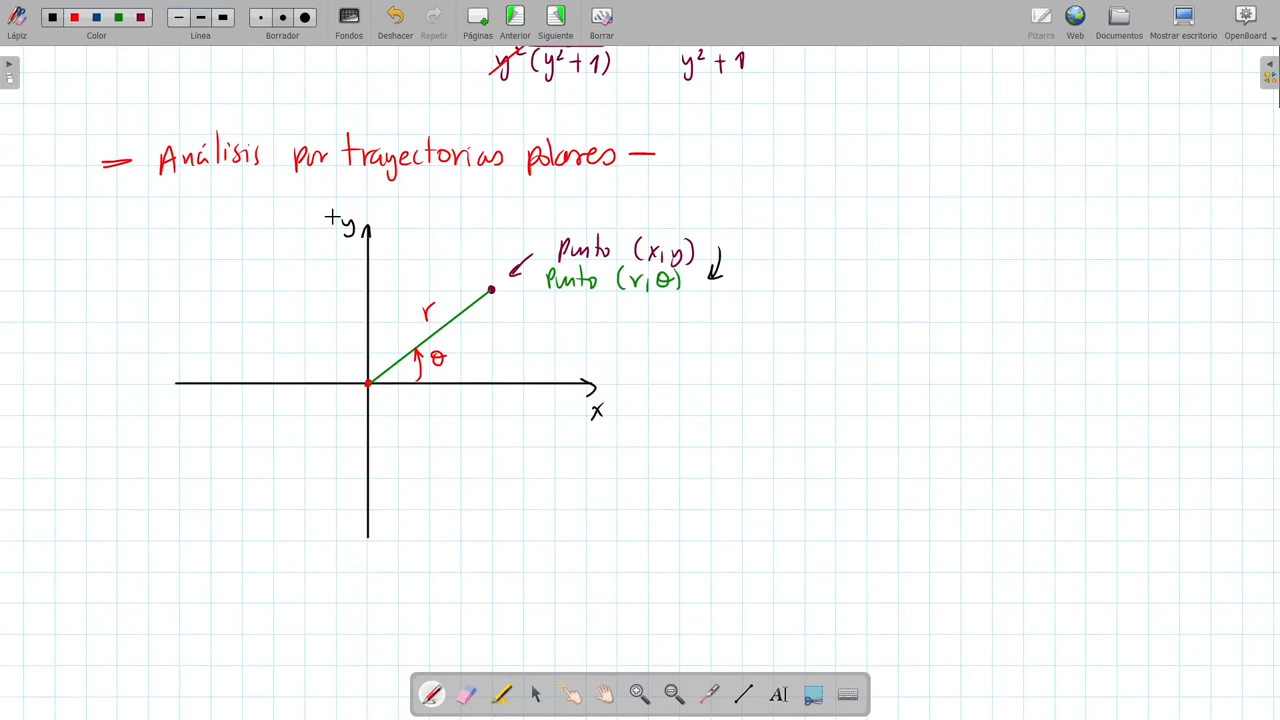 Lápiz Color Línea Borrador Fondos Deshacer Repetir Páginas Anterior Siguiente Borrar Pizarra Web Documentos Mostrar escritorio OpenBoard
y²(y²+1) y²+1
= Análisis por trayectorias polares —
y
Punto (x,y)
Punto (r,θ)
r
θ
x
AI